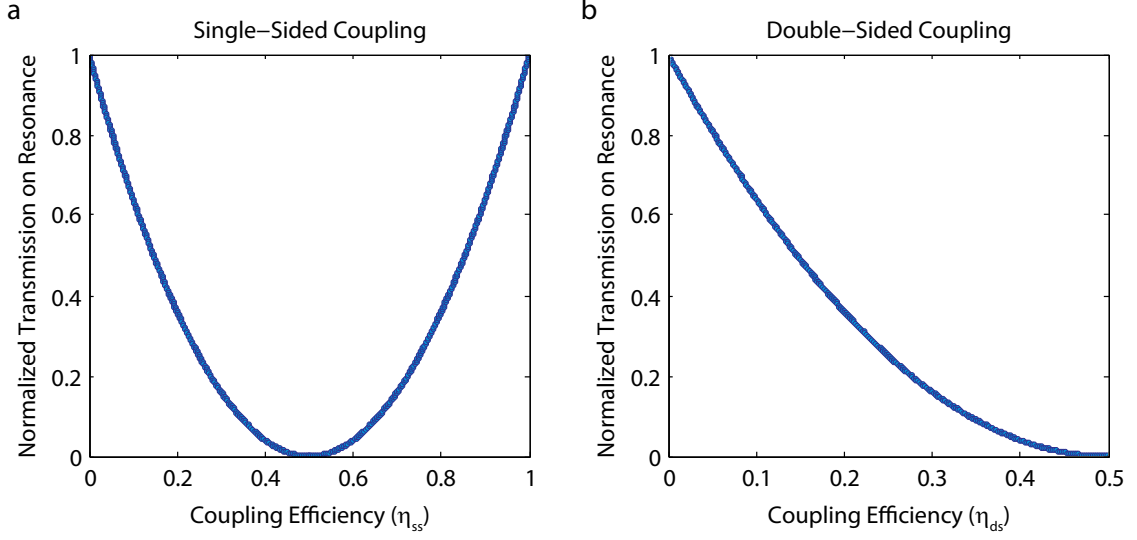 a
Single−Sided Coupling
Normalized Transmission on Resonance
1
0.8
0.6
0.4
0.2
0
0 0.2 0.4 0.6 0.8 1
Coupling Efficiency (ηss)
b
Double−Sided Coupling
Normalized Transmission on Resonance
1
0.8
0.6
0.4
0.2
0
0 0.1 0.2 0.3 0.4 0.5
Coupling Efficiency (ηds)